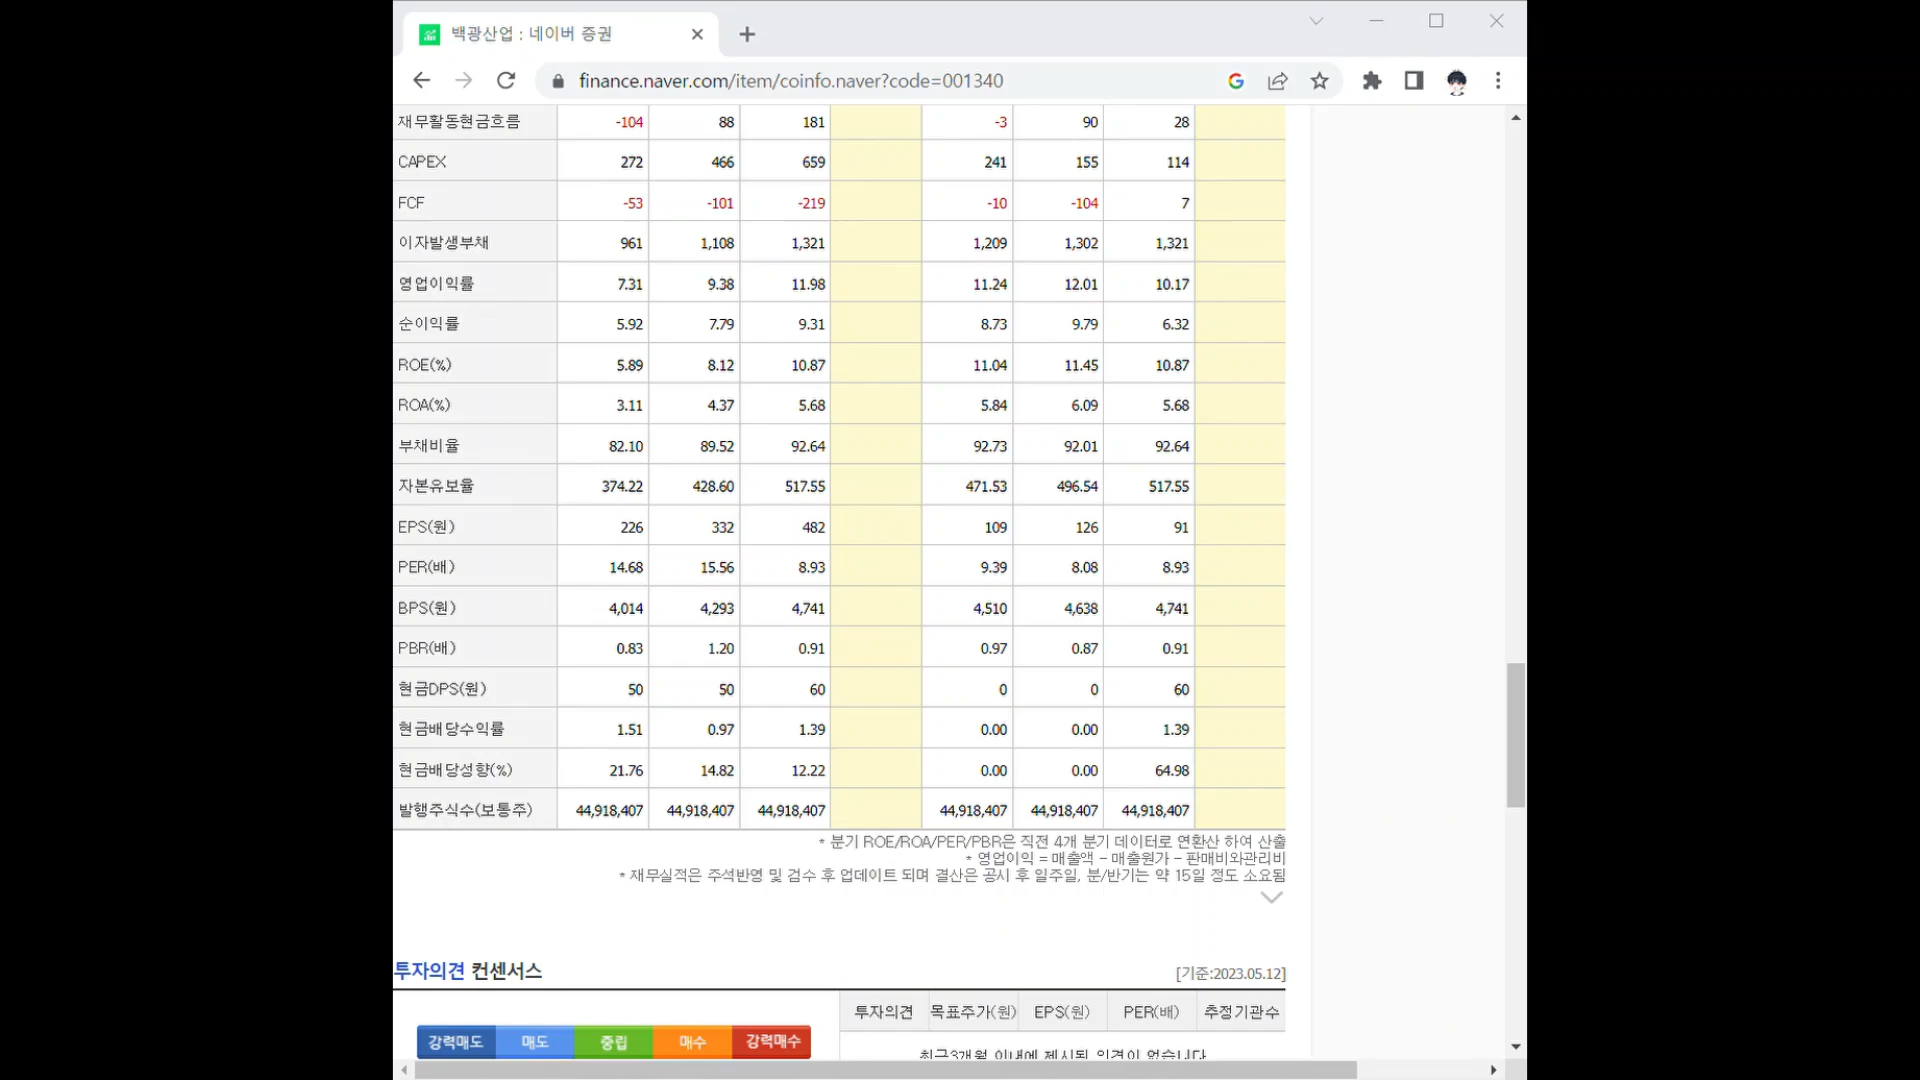 백광산업 : 네이버 증권
finance.naver.com/item/coinfo.naver?code=001340
재무활동현금흐름 -104 88 181 -3 90 28
CAPEX 272 466 659 241 155 114
FCF -53 -101 -219 -10 -104 7
이자발생부채 961 1,108 1,321 1,209 1,302 1,321
영업이익률 7.31 9.38 11.98 11.24 12.01 10.17
순이익률 5.92 7.79 9.31 8.73 9.79 6.32
ROE(%) 5.89 8.12 10.87 11.04 11.45 10.87
ROA(%) 3.11 4.37 5.68 5.84 6.09 5.68
부채비율 82.10 89.52 92.64 92.73 92.01 92.64
자본유보율 374.22 428.60 517.55 471.53 496.54 517.55
EPS(원) 226 332 482 109 126 91
PER(배) 14.68 15.56 8.93 9.39 8.08 8.93
BPS(원) 4,014 4,293 4,741 4,510 4,638 4,741
PBR(배) 0.83 1.20 0.91 0.97 0.87 0.91
현금DPS(원) 50 50 60 0 0 60
현금배당수익률 1.51 0.97 1.39 0.00 0.00 1.39
현금배당성향(%) 21.76 14.82 12.22 0.00 0.00 64.98
발행주식수(보통주) 44,918,407 44,918,407 44,918,407 44,918,407 44,918,407 44,918,407
* 분기 ROE/ROA/PER/PBR은 직전 4개 분기 데이터로 연환산 하여 산출
* 영업이익 = 매출액 - 매출원가 - 판매비와관리비
* 재무실적은 주석반영 및 검수 후 업데이트 되며 결산은 공시 후 일주일, 분/반기는 약 15일 정도 소요됨
투자의견 컨센서스 [기준:2023.05.12]
투자의견 목표주가(원) EPS(원) PER(배) 추정기관수
강력매도 매도 중립 매수 강력매수
최근3개월 이내에 제시된 의견이 없습니다